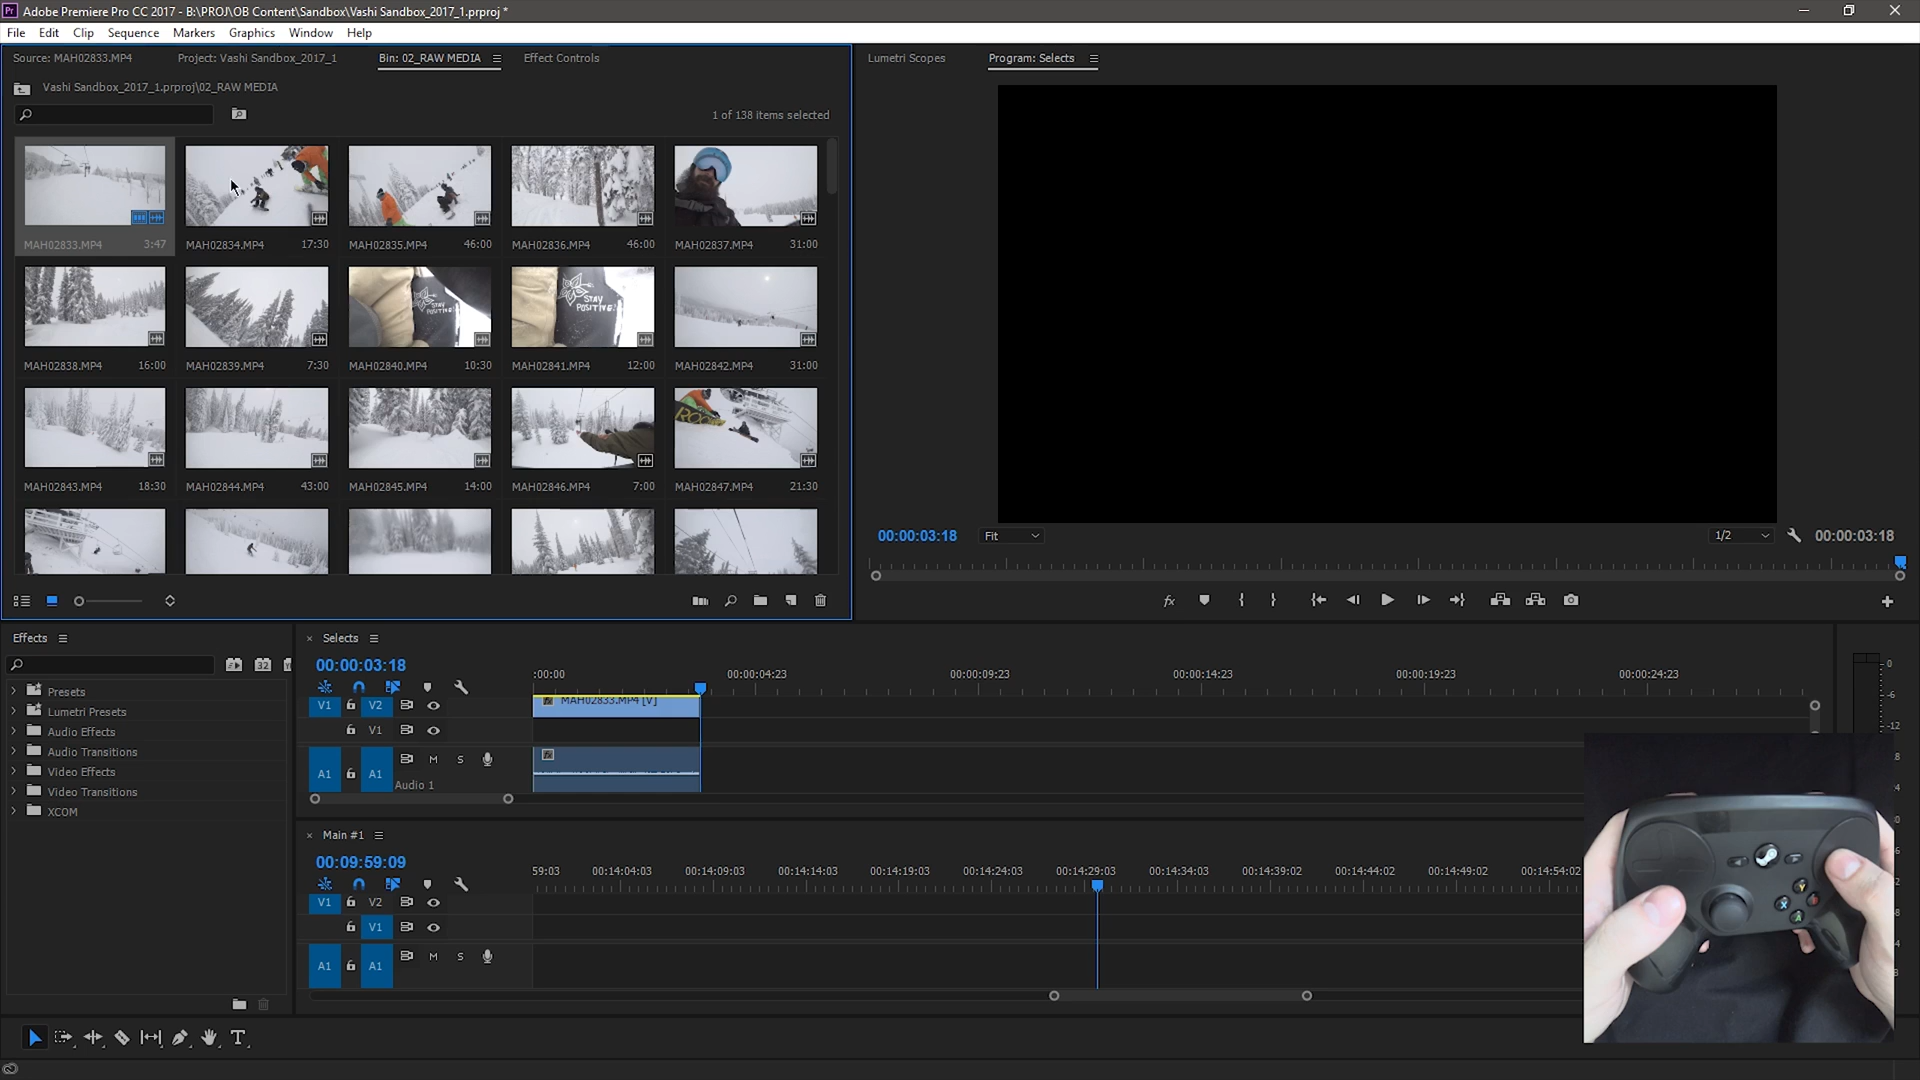 Pr Adobe Premiere Pro CC 2017 - B:\PROJ\OB Content\Sandbox\Vashi Sandbox_2017_1.prproj *
File Edit Clip Sequence Markers Graphics Window Help
Source: MAH02833.MP4 Project: Vashi Sandbox_2017_1 Bin: 02_RAW MEDIA Effect Controls
Lumetri Scopes Program: Selects
Vashi Sandbox_2017_1.prproj\02_RAW MEDIA
1 of 138 items selected
MAH02833.MP4 3:47 MAH02834.MP4 17:30 MAH02835.MP4 46:00 MAH02836.MP4 46:00 MAH02837.MP4 31:00
STAY POSITIVE
MAH02838.MP4 16:00 MAH02839.MP4 7:30 MAH02840.MP4 10:30 MAH02841.MP4 12:00 MAH02842.MP4 31:00
MAH02843.MP4 18:30 MAH02844.MP4 43:00 MAH02845.MP4 14:00 MAH02846.MP4 7:00 MAH02847.MP4 21:30
00:00:03:18 Fit 1/2 00:00:03:18
fx
Effects
32
Presets
Lumetri Presets
Audio Effects
Audio Transitions
Video Effects
Video Transitions
XCOM
× Selects
00:00:03:18
:00:00 00:00:04:23 00:00:09:23 00:00:14:23 00:00:19:23 00:00:24:23
V1 V2 MAH02833.MP4 [V]
V1
A1 A1 M S
Audio 1
0
-6
-12
× Main #1
00:09:59:09
59:03 00:14:04:03 00:14:09:03 00:14:14:03 00:14:19:03 00:14:24:03 00:14:29:03 00:14:34:03 00:14:39:02 00:14:44:02 00:14:49:02 00:14:54:02
V1 V2
V1
A1 A1 M S
Y
X
A
T